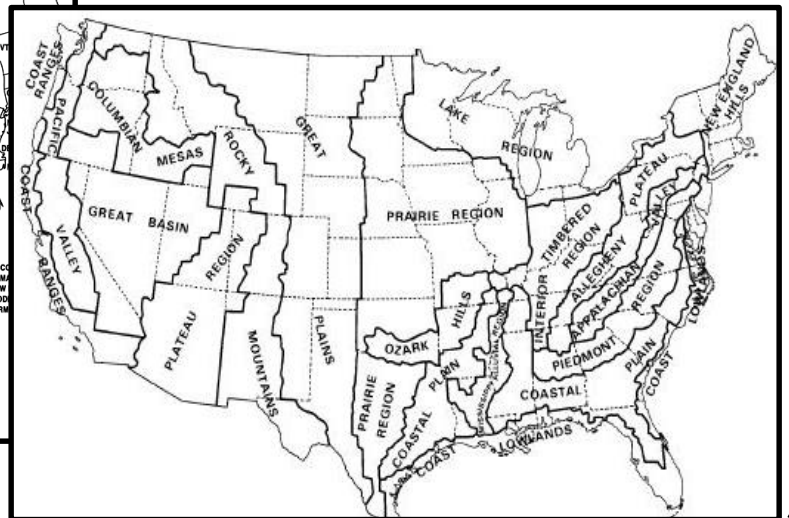 COAST RANGES
PACIFIC
COLUMBIAN
MESAS
ROCKY
GREAT
LAKE
REGION
NEW ENGLAND
HILLS
COAST
RANGES
VALLEY
GREAT BASIN
REGION
PLATEAU
MOUNTAINS
PLAINS
PRAIRIE REGION
PRAIRIE
REGION
OZARK
HILLS
COASTAL
PLAIN
COAST
LOWLANDS
MISSISSIPPI
INTERIOR
TIMBERED
REGION
ALLEGHENY
PLATEAU
APPALACHIAN
VALLEY
PIEDMONT
REGION
COASTAL
PLAIN
COAST
LOWLANDS